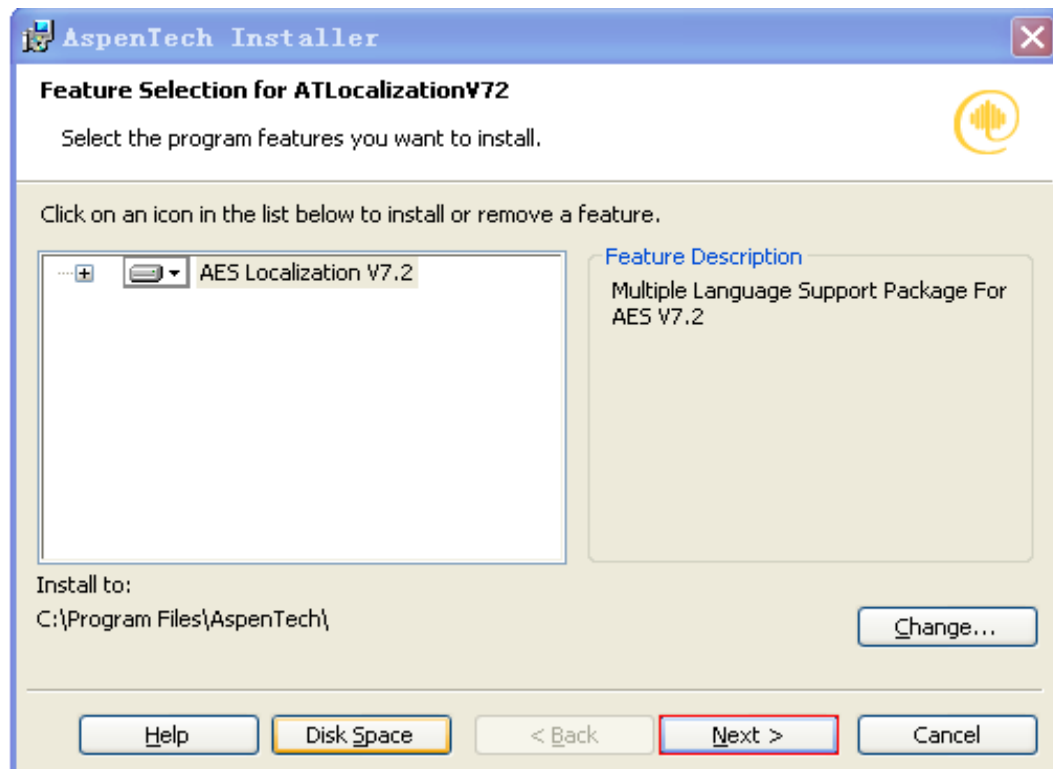 AspenTech Installer
Feature Selection for ATLocalizationV72
Select the program features you want to install.
Click on an icon in the list below to install or remove a feature.
AES Localization V7.2
Feature Description
Multiple Language Support Package For
AES V7.2
Install to:
C:\Program Files\AspenTech\
Change...
Help
Disk Space
< Back
Next >
Cancel